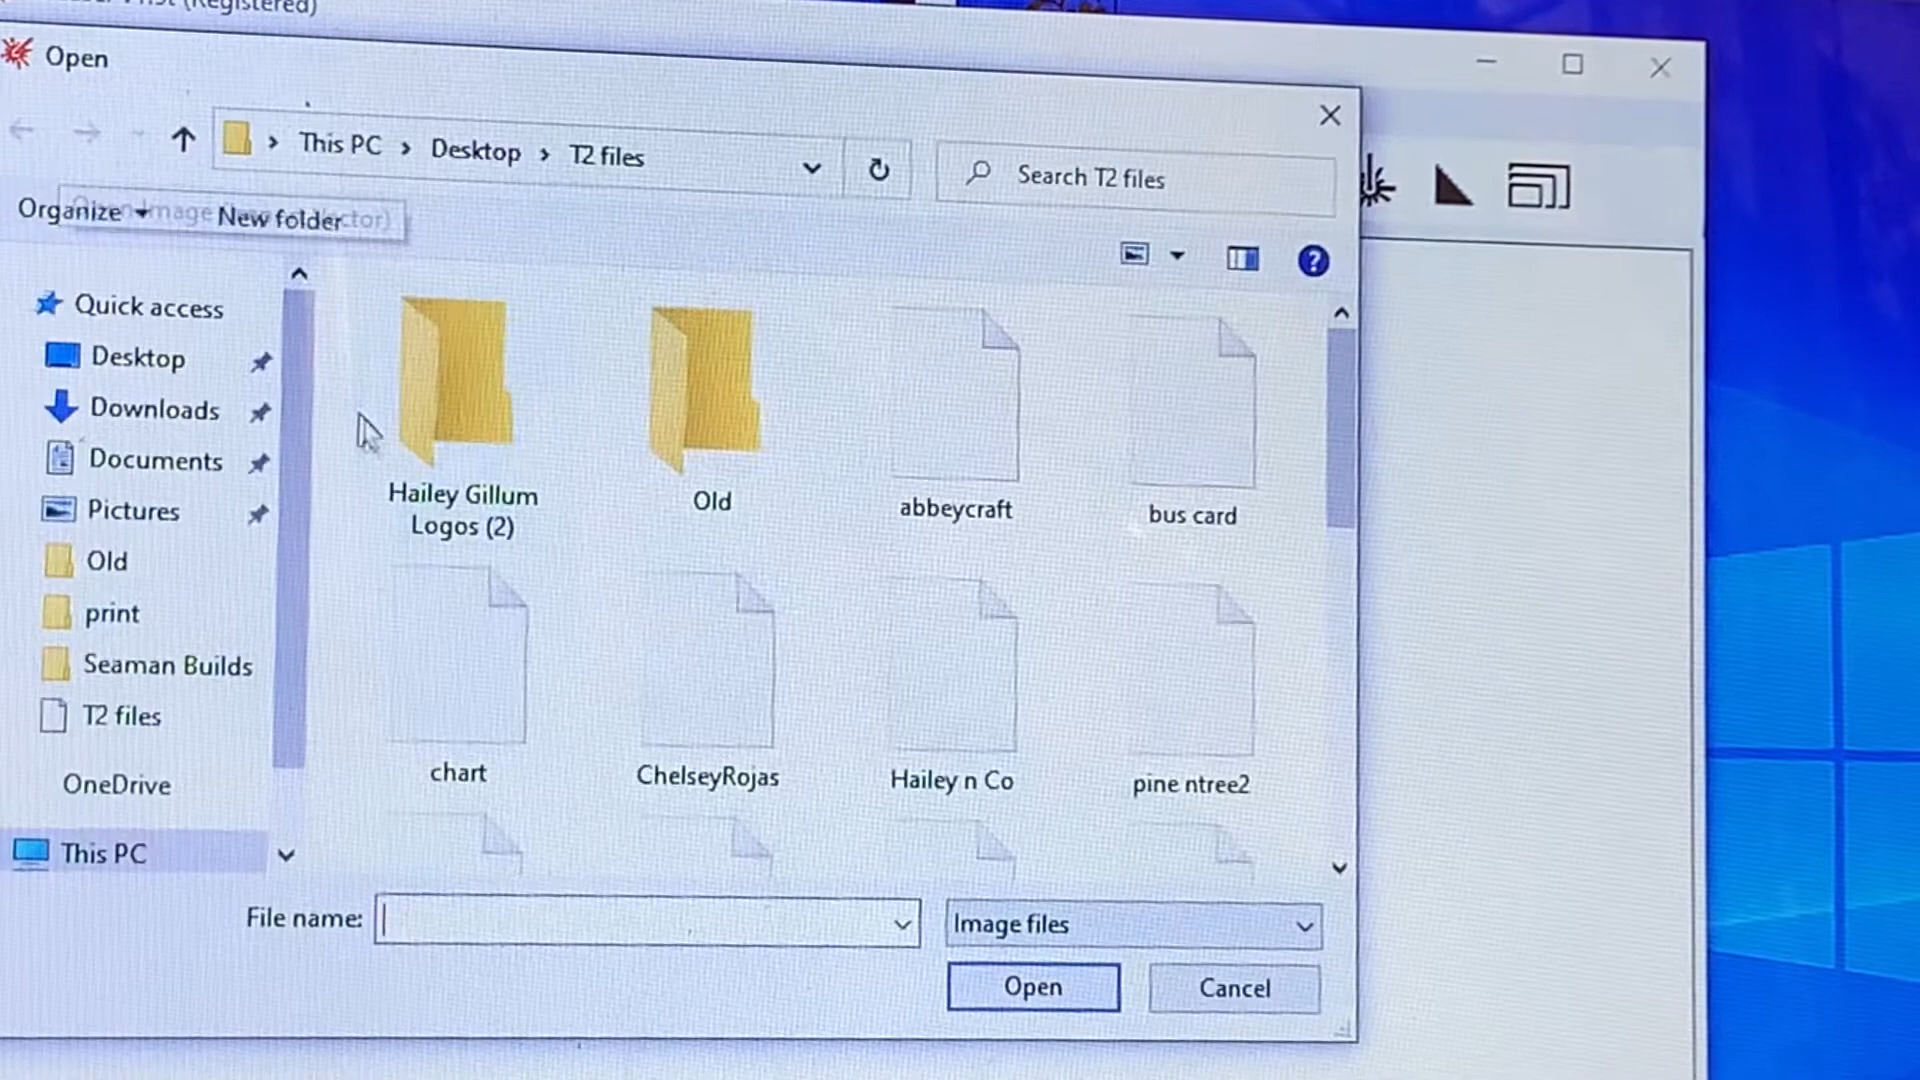 (Registered)
Open
This PC > Desktop > T2 files
Search T2 files
Organize
New folder
Quick access
Desktop
Downloads
Documents
Pictures
Old
print
Seaman Builds
T2 files
OneDrive
This PC
Hailey Gillum
Logos (2)
Old
abbeycraft
bus card
chart
ChelseyRojas
Hailey n Co
pine ntree2
File name:
Image files
Open
Cancel